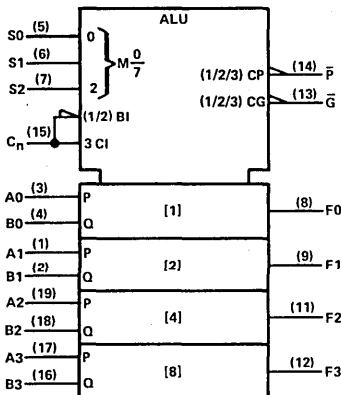 ALU
S0 (5) 0
S1 (6) M 0/7
S2 (7) 2
(1/2/3) CP (14) P̅
(1/2/3) CG (13) G̅
(1/2) BI
Cn (15) 3 CI
A0 (3) P
B0 (4) Q
[1] (8) F0
A1 (1) P
B1 (2) Q
[2] (9) F1
A2 (19) P
B2 (18) Q
[4] (11) F2
A3 (17) P
B3 (16) Q
[8] (12) F3